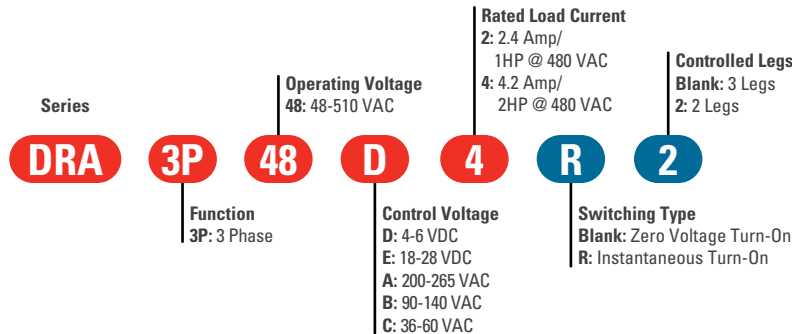 Rated Load Current
2: 2.4 Amp/
1HP @ 480 VAC
4: 4.2 Amp/
2HP @ 480 VAC
Controlled Legs
Blank: 3 Legs
2: 2 Legs
Operating Voltage
48: 48-510 VAC
Series
DRA 3P 48 D 4 R 2
Function
3P: 3 Phase
Control Voltage
D: 4-6 VDC
E: 18-28 VDC
A: 200-265 VAC
B: 90-140 VAC
C: 36-60 VAC
Switching Type
Blank: Zero Voltage Turn-On
R: Instantaneous Turn-On